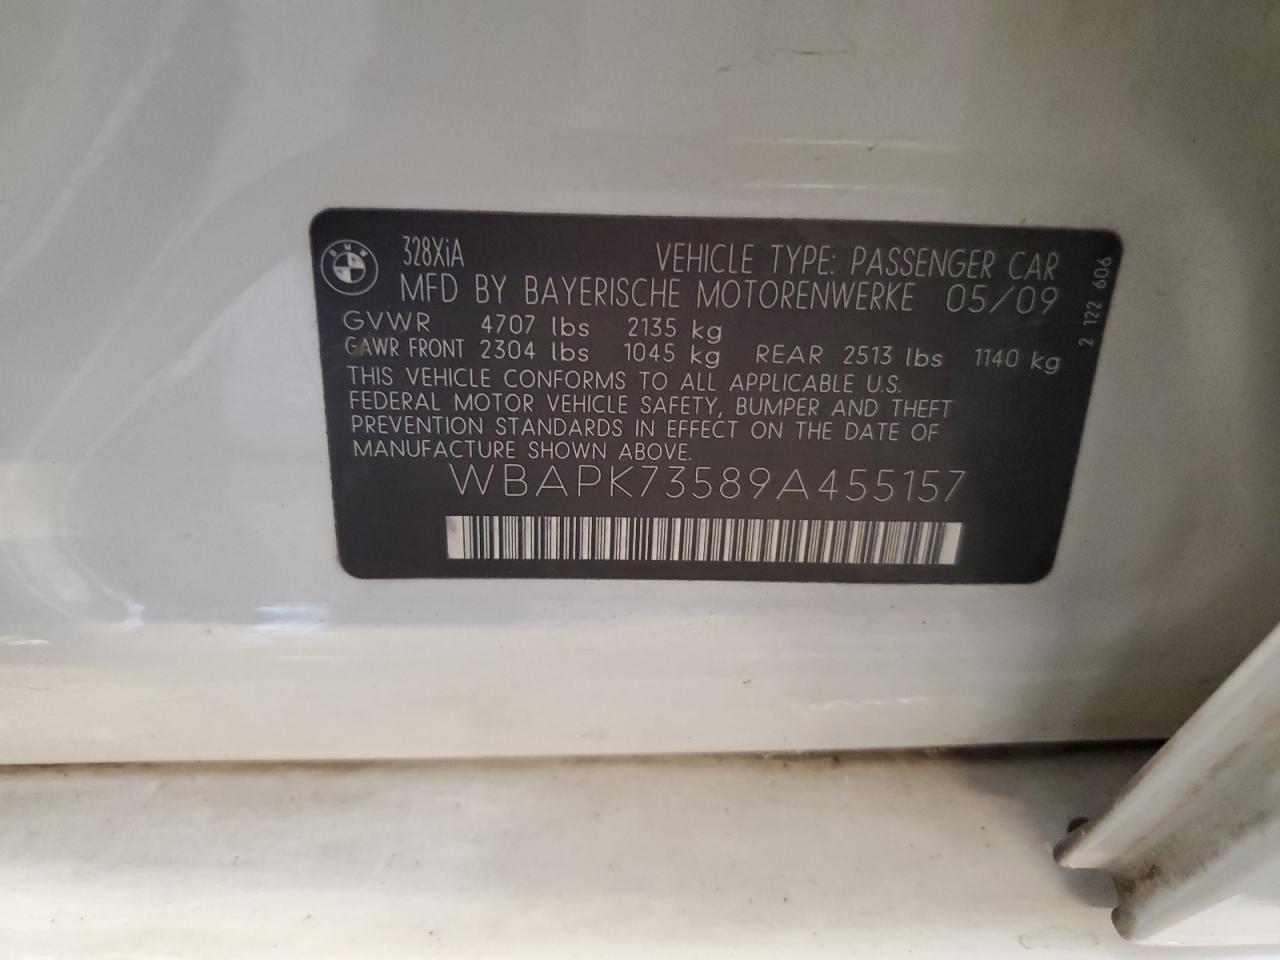 BMW
328XiA VEHICLE TYPE: PASSENGER CAR
MFD BY BAYERISCHE MOTORENWERKE 05/09
GVWR 4707 lbs 2135 kg
GAWR FRONT 2304 lbs 1045 kg REAR 2513 lbs 1140 kg
THIS VEHICLE CONFORMS TO ALL APPLICABLE U.S.
FEDERAL MOTOR VEHICLE SAFETY, BUMPER AND THEFT
PREVENTION STANDARDS IN EFFECT ON THE DATE OF
MANUFACTURE SHOWN ABOVE.
WBAPK73589A455157
2 122 606